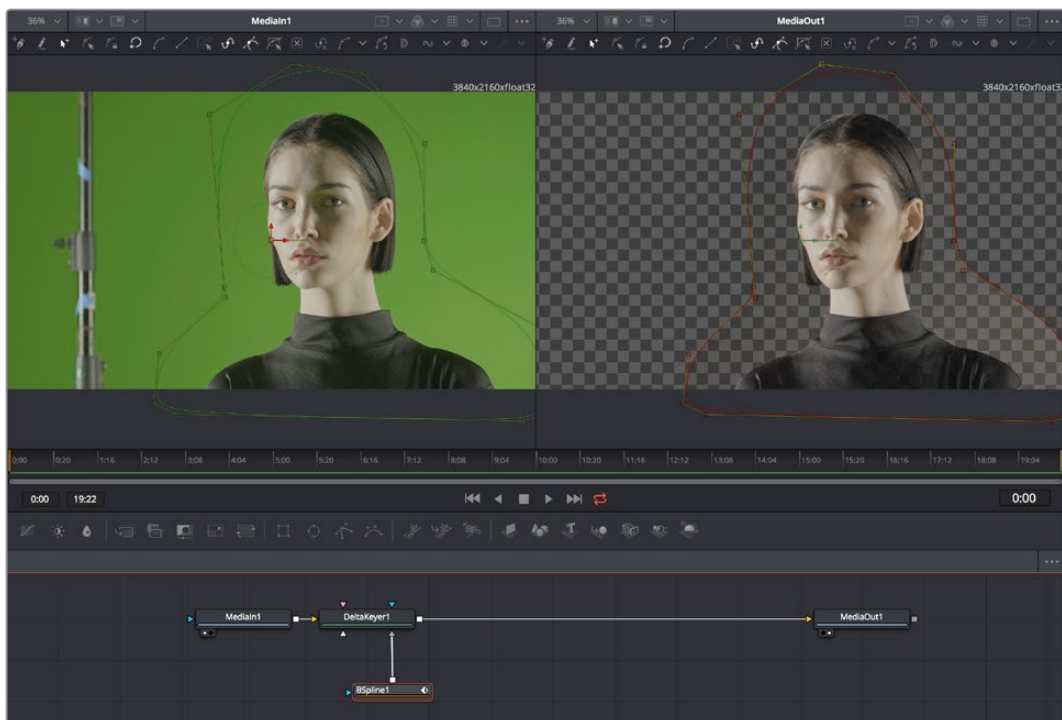 36%
MediaIn1
36%
MediaOut1
3840x2160xfloat32
3840x2160xfloat32
0:00 0:20 1:16 2:12 3:08 4:04 5:00 5:20 6:16 7:12 8:08 9:04 10:00 10:20 11:16 12:12 13:08 14:04 15:00 15:20 16:16 17:12 18:08 19:04
0:00 19:22 0:00
MediaIn1 DeltaKeyer1 MediaOut1
BSpline1